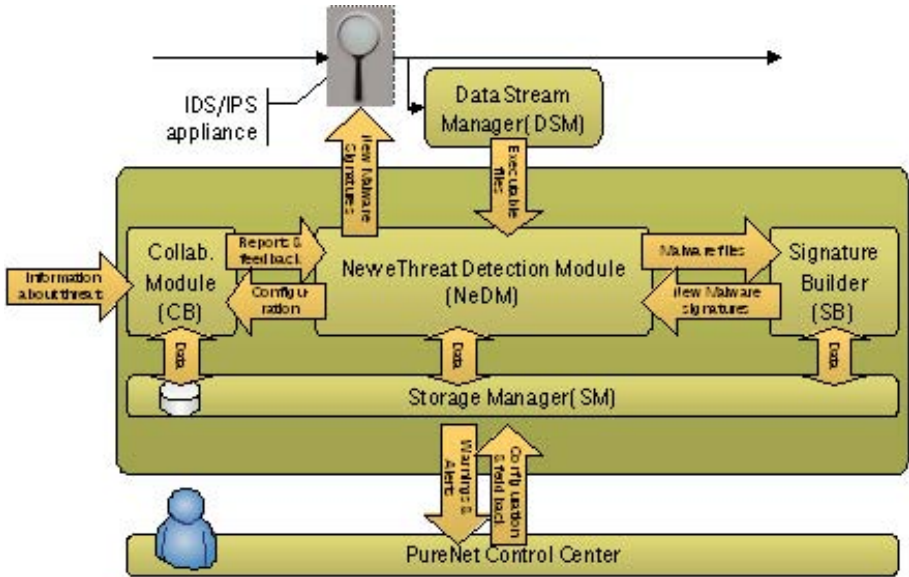 IDS/IPS
appliance
Data Stream
Manager(DSM)
New Malware
Signatures
Executable
files
Information
about threat
Collab.
Module
(CB)
Reports &
feedback
Configu-
ration
New eThreat Detection Module
(NeDM)
Malware files
New Malware
signatures
Signature
Builder
(SB)
Data
Data
Data
Storage Manager(SM)
Warnings &
Alerts
Configuration
& feedback
PureNet Control Center